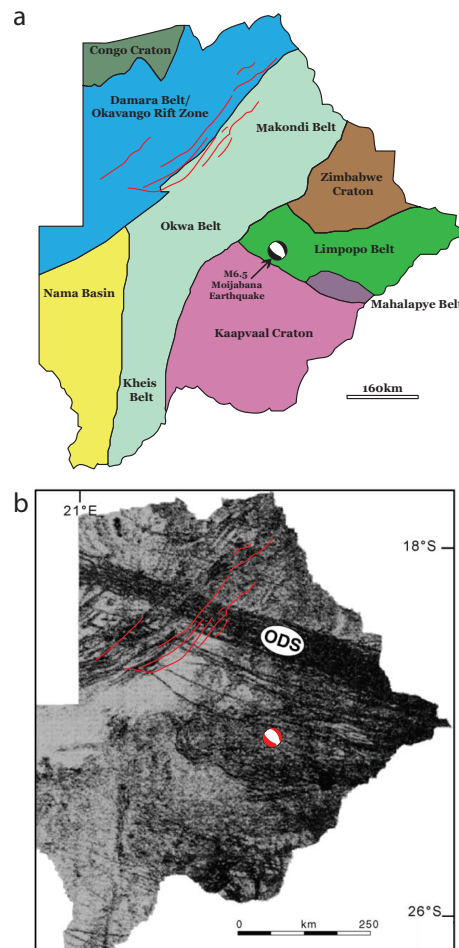 a
Congo Craton
Damara Belt/
Okavango Rift Zone
Makondi Belt
Zimbabwe
Craton
Okwa Belt
Limpopo Belt
M6.5
Moijabana
Earthquake
Nama Basin
Mahalapye Belt
Kaapvaal Craton
Kheis
Belt
160km
b
21°E
18°S
ODS
26°S
0 km 250